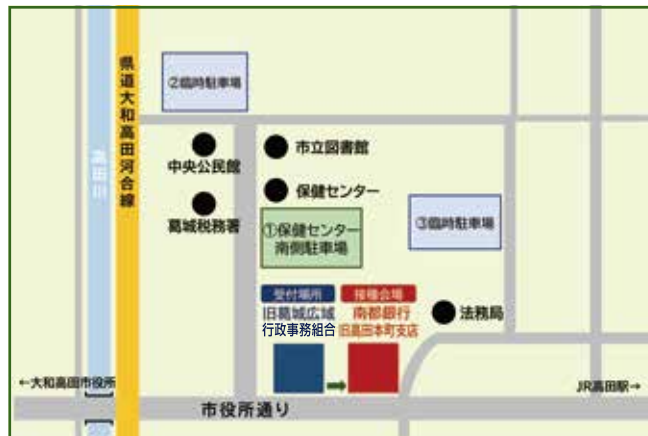 ②臨時駐車場
県道大和高田河合線
高田川
中央公民館
市立図書館
保健センター
葛城税務署
①保健センター
南側駐車場
③臨時駐車場
受付場所
旧葛城広域
行政事務組合
接種会場
南都銀行
旧高田本町支店
法務局
←大和高田市役所
JR高田駅→
市役所通り